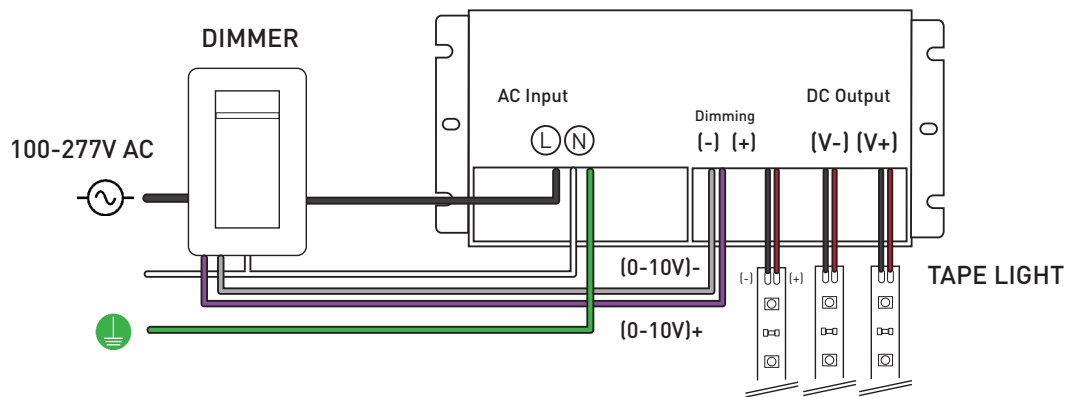 DIMMER
AC Input
DC Output
Dimming
L N
(-) (+)
(V-) (V+)
100-277V AC
(0-10V)-
(-) (+)
TAPE LIGHT
(0-10V)+